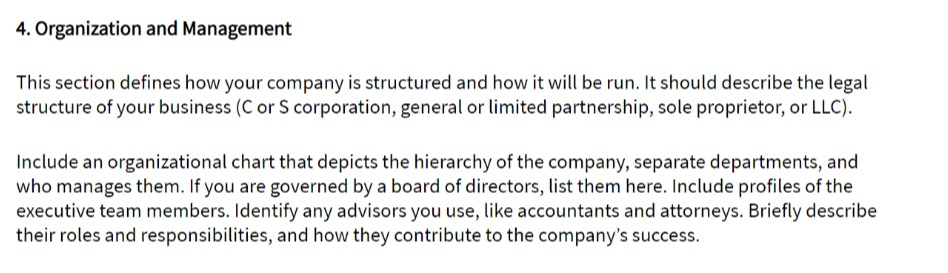 4. Organization and Management
This section defines how your company is structured and how it will be run. It should describe the legal
structure of your business (C or S corporation, general or limited partnership, sole proprietor, or LLC).
Include an organizational chart that depicts the hierarchy of the company, separate departments, and
who manages them. If you are governed by a board of directors, list them here. Include profiles of the
executive team members. Identify any advisors you use, like accountants and attorneys. Briefly describe
their roles and responsibilities, and how they contribute to the company’s success.